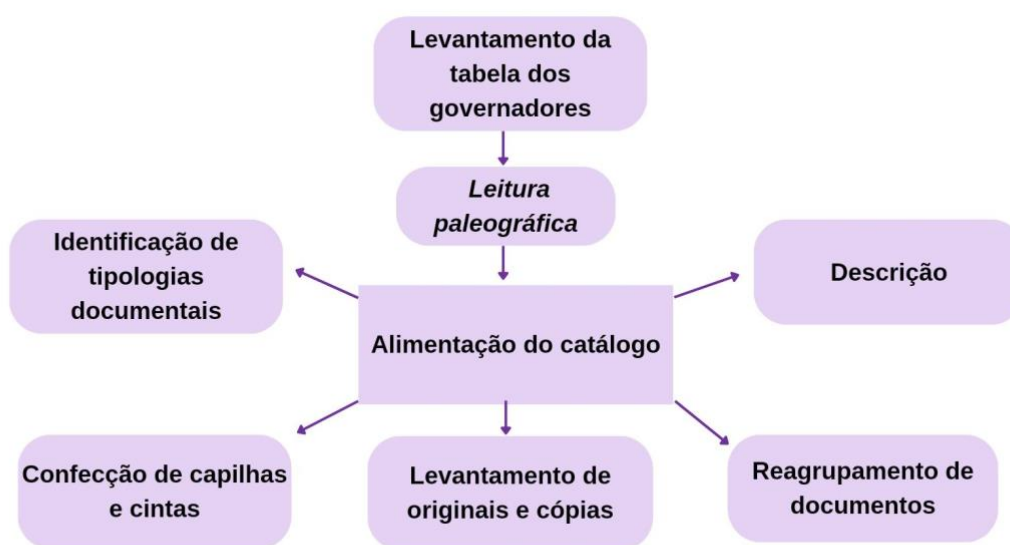 Levantamento da
tabela dos
governadores
Leitura
paleográfica
Identificação de
tipologias
documentais
Descrição
Alimentação do catálogo
Confecção de capilhas
e cintas
Levantamento de
originais e cópias
Reagrupamento de
documentos